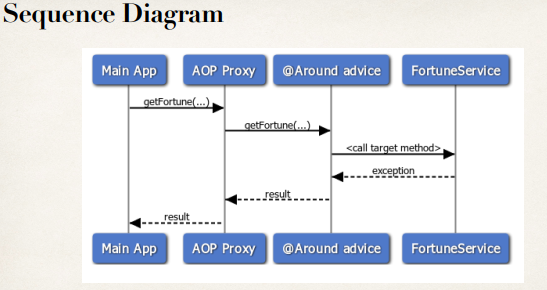 Sequence Diagram
Main App AOP Proxy @Around advice FortuneService
getFortune(...)
getFortune(...)
<call target method>
exception
result
result
Main App AOP Proxy @Around advice FortuneService